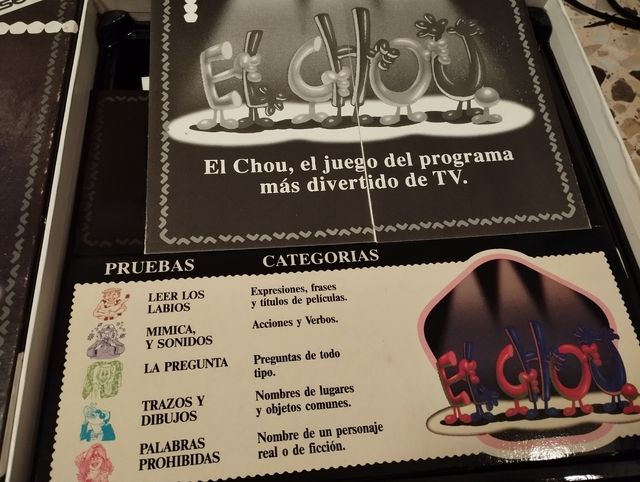 EL CHOU
El Chou, el juego del programa
más divertido de TV.
PRUEBAS
CATEGORIAS
LEER LOS
LABIOS
Expresiones, frases
y títulos de películas.
MIMICA,
Y SONIDOS
Acciones y Verbos.
LA PREGUNTA
Preguntas de todo
tipo.
TRAZOS Y
DIBUJOS
Nombres de lugares
y objetos comunes.
PALABRAS
PROHIBIDAS
Nombre de un personaje
real o de ficción.
EL CHOU